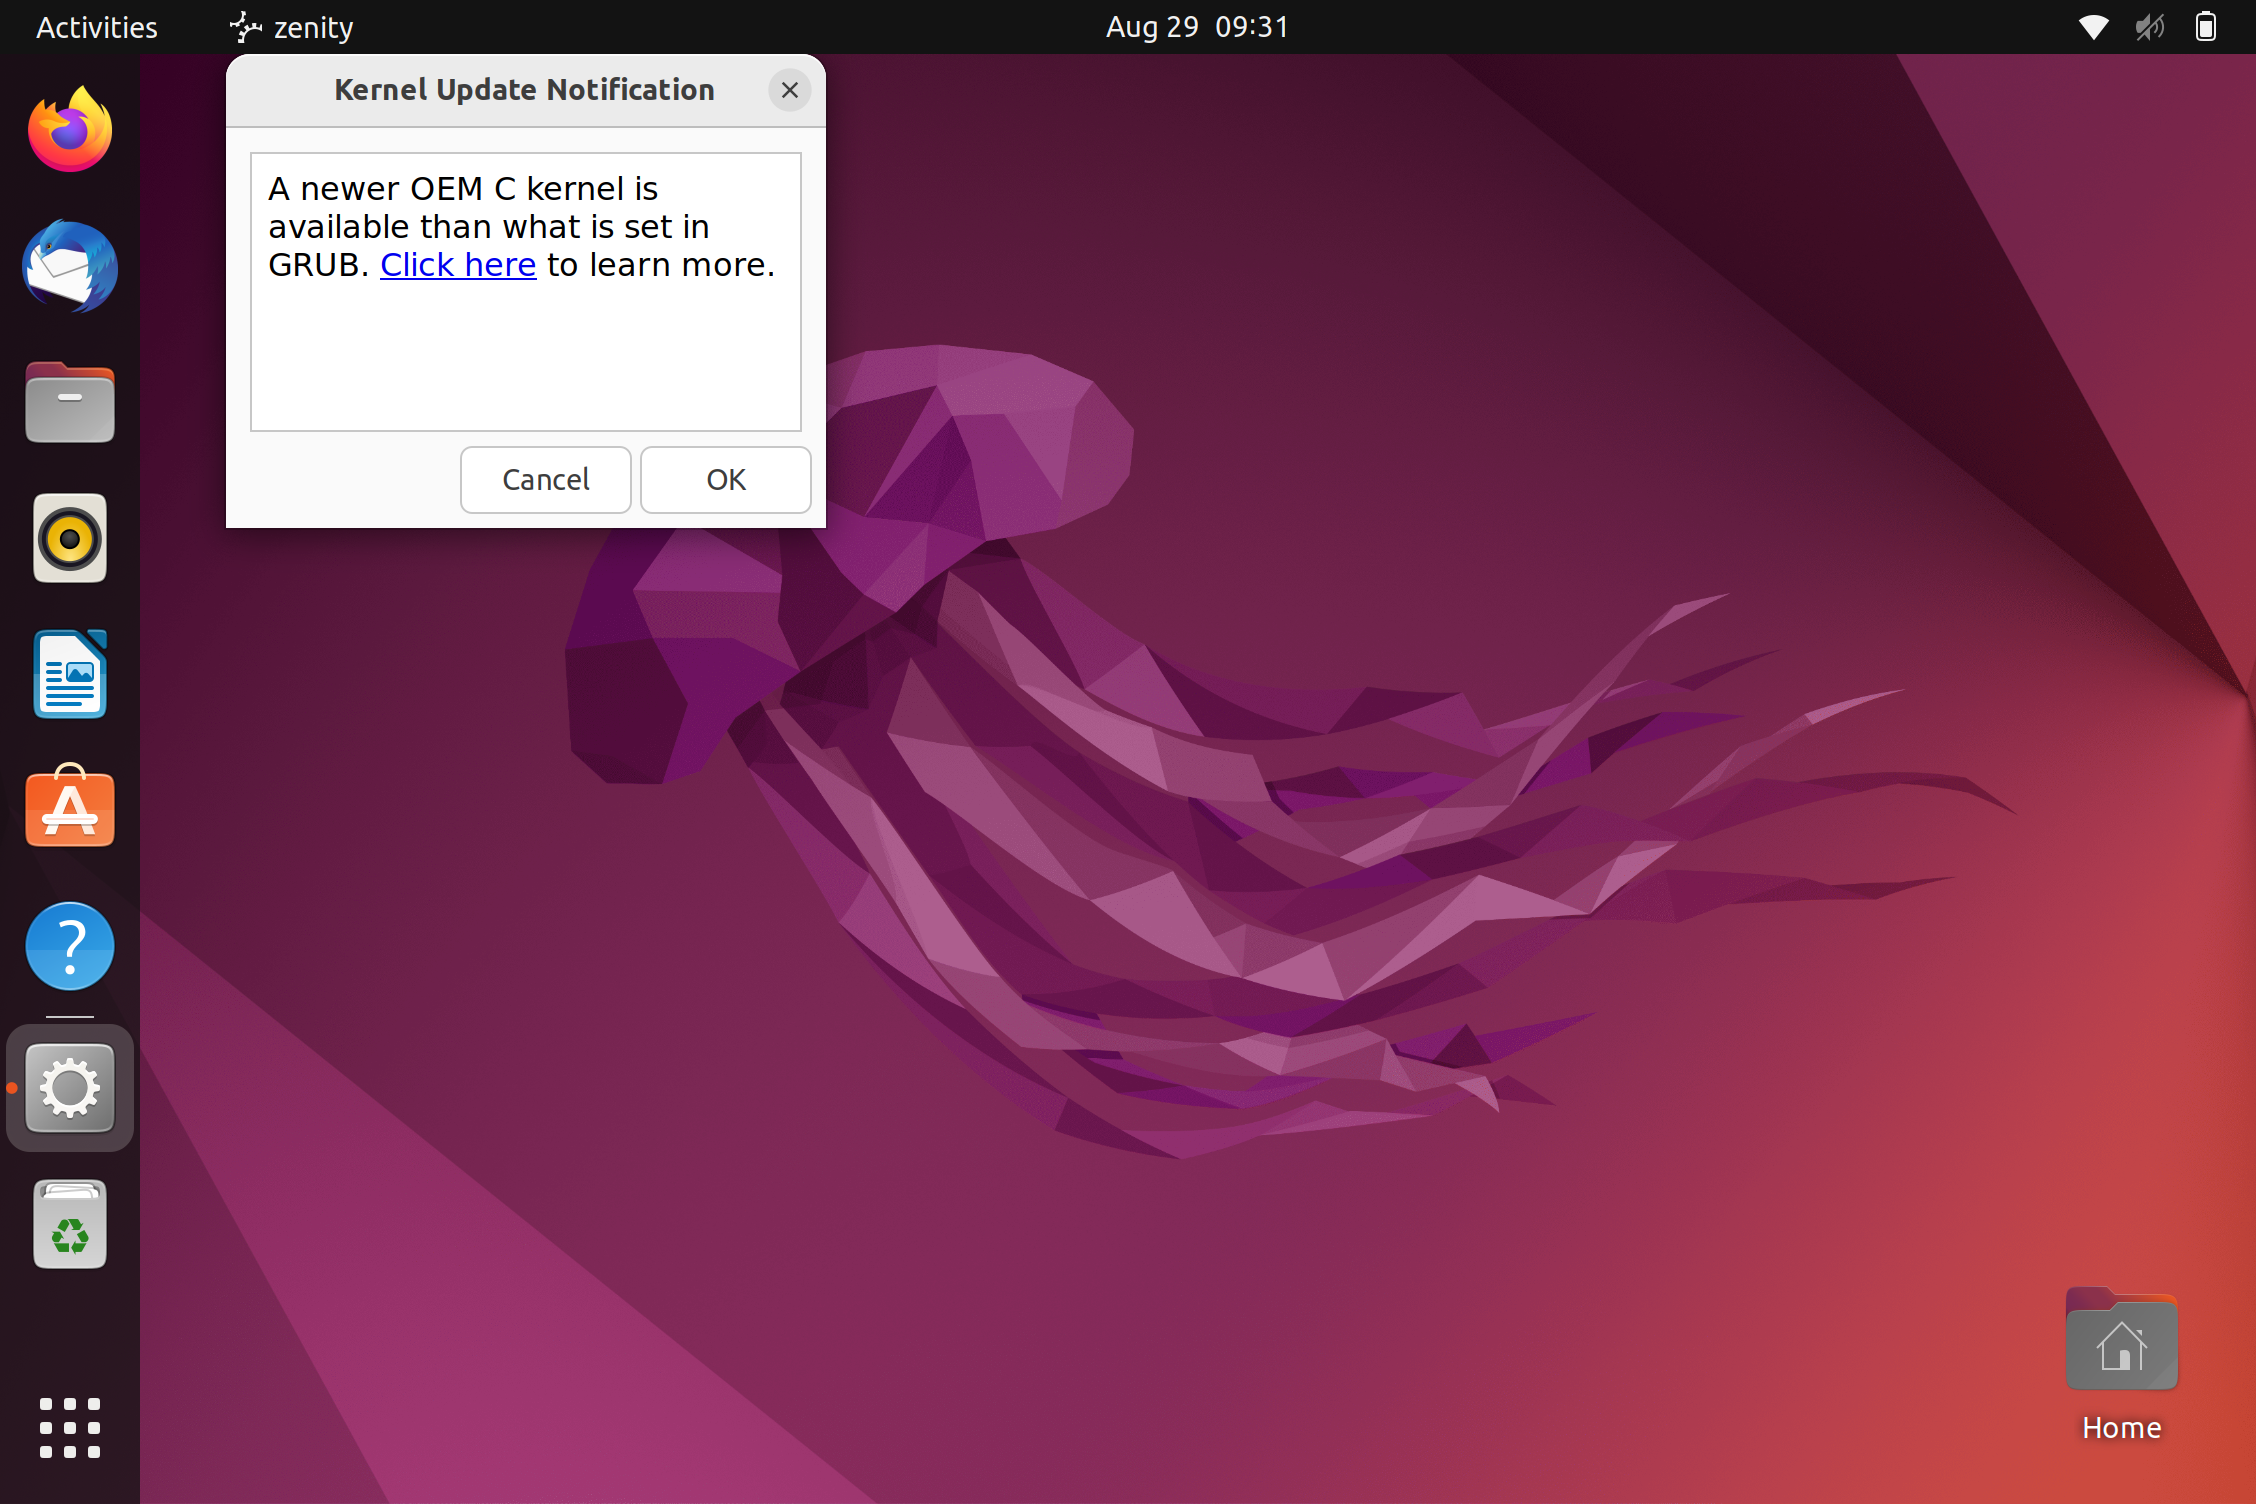 Activities zenity Aug 29 09:31
Kernel Update Notification
A newer OEM C kernel is
available than what is set in
GRUB. Click here to learn more.
Cancel OK
Home